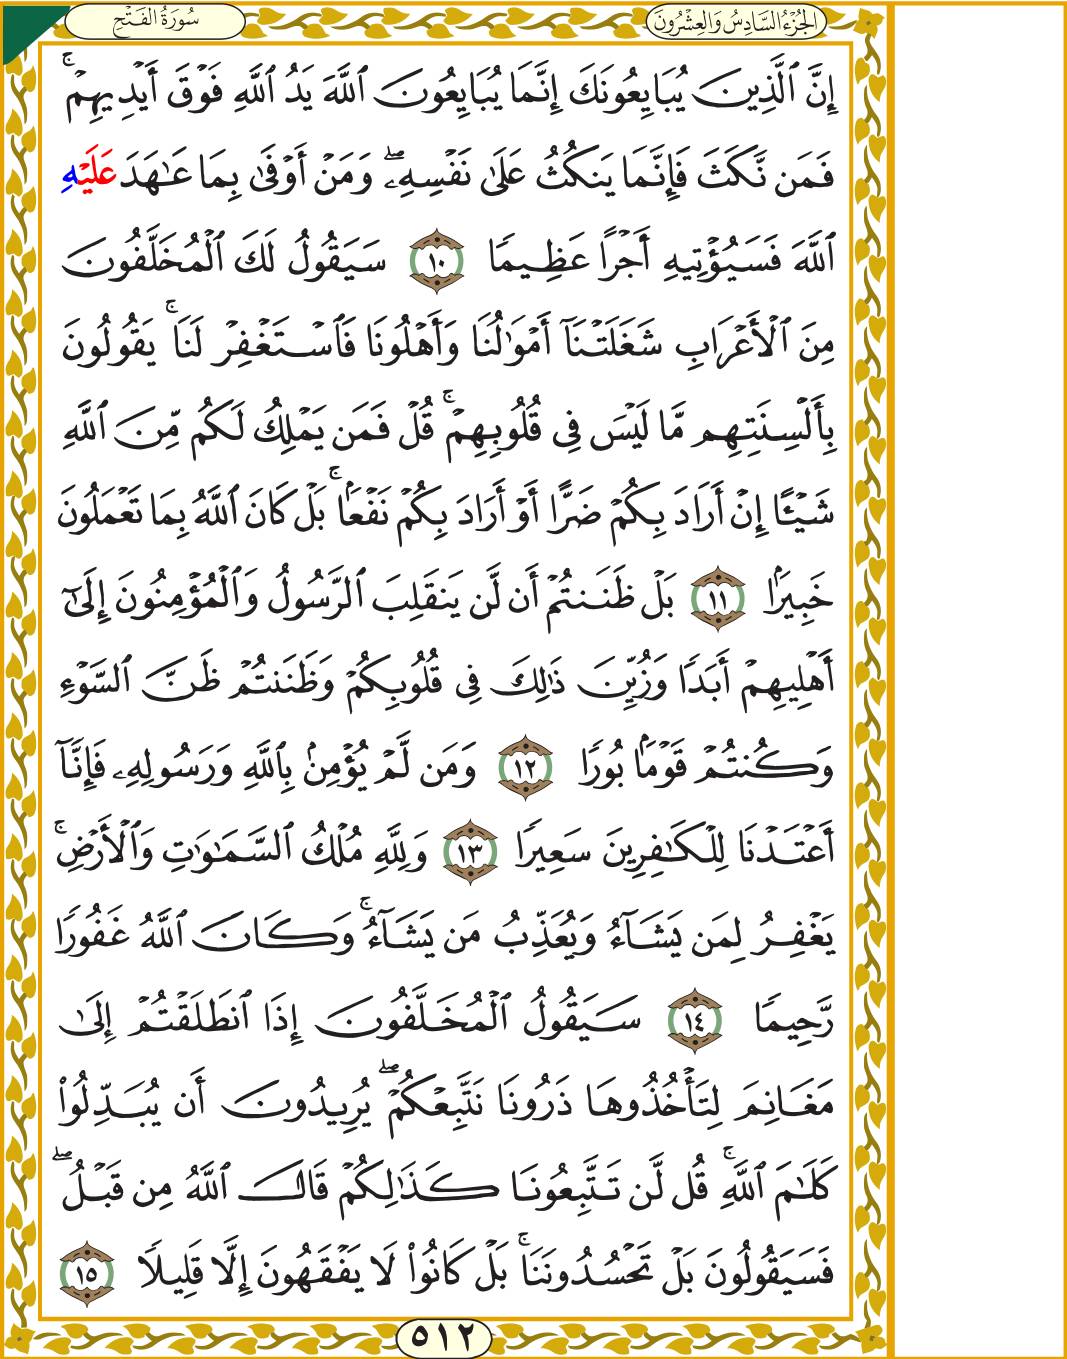 الجُزْءُ السَّادِسُ وَالعِشْرُونَ
سُورَةُ الفَتْحِ
إِنَّ ٱلَّذِينَ يُبَايِعُونَكَ إِنَّمَا يُبَايِعُونَ ٱللَّهَ يَدُ ٱللَّهِ فَوْقَ أَيْدِيهِمْۚ
فَمَن نَّكَثَ فَإِنَّمَا يَنكُثُ عَلَىٰ نَفْسِهِۦۖ وَمَنْ أَوْفَىٰ بِمَا عَـٰهَدَ عَلَيْهِ
ٱللَّهَ فَسَيُؤْتِيهِ أَجْرًا عَظِيمًا ١٠ سَيَقُولُ لَكَ ٱلْمُخَلَّفُونَ
مِنَ ٱلْأَعْرَابِ شَغَلَتْنَآ أَمْوَٰلُنَا وَأَهْلُونَا فَٱسْتَغْفِرْ لَنَاۚ يَقُولُونَ
بِأَلْسِنَتِهِم مَّا لَيْسَ فِى قُلُوبِهِمْۚ قُلْ فَمَن يَمْلِكُ لَكُم مِّنَ ٱللَّهِ
شَيْـًٔا إِنْ أَرَادَ بِكُمْ ضَرًّا أَوْ أَرَادَ بِكُمْ نَفْعَۢاۚ بَلْ كَانَ ٱللَّهُ بِمَا تَعْمَلُونَ
خَبِيرَۢا ١١ بَلْ ظَنَنتُمْ أَن لَّن يَنقَلِبَ ٱلرَّسُولُ وَٱلْمُؤْمِنُونَ إِلَىٰٓ
أَهْلِيهِمْ أَبَدًا وَزُيِّنَ ذَٰلِكَ فِى قُلُوبِكُمْ وَظَنَنتُمْ ظَنَّ ٱلسَّوْءِ
وَكُنتُمْ قَوْمَۢا بُورًا ١٢ وَمَن لَّمْ يُؤْمِنۢ بِٱللَّهِ وَرَسُولِهِۦ فَإِنَّآ
أَعْتَدْنَا لِلْكَـٰفِرِينَ سَعِيرًا ١٣ وَلِلَّهِ مُلْكُ ٱلسَّمَـٰوَٰتِ وَٱلْأَرْضِۚ
يَغْفِرُ لِمَن يَشَآءُ وَيُعَذِّبُ مَن يَشَآءُۚ وَكَانَ ٱللَّهُ غَفُورًا
رَّحِيمًا ١٤ سَيَقُولُ ٱلْمُخَلَّفُونَ إِذَا ٱنطَلَقْتُمْ إِلَىٰ
مَغَانِمَ لِتَأْخُذُوهَا ذَرُونَا نَتَّبِعْكُمْۖ يُرِيدُونَ أَن يُبَدِّلُوا۟
كَلَـٰمَ ٱللَّهِۚ قُل لَّن تَتَّبِعُونَا كَذَٰلِكُمْ قَالَ ٱللَّهُ مِن قَبْلُۖ
فَسَيَقُولُونَ بَلْ تَحْسُدُونَنَاۚ بَلْ كَانُوا۟ لَا يَفْقَهُونَ إِلَّا قَلِيلًا ١٥
٥١٢